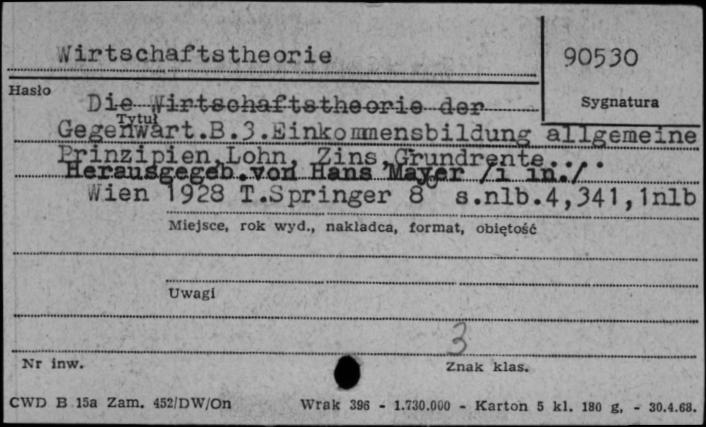 Wirtschaftstheorie
90530
Hasło
Sygnatura
Die Wirtschaftstheorie der
Tytuł
Gegenwart.B.3.Einkommensbildung allgemeine
Prinzipien,Lohn, Zins,Grundrente....
Herausgegeb.von Hans Mayer /i in./
Wien 1928 T.Springer 8° s.nlb.4,341,1nlb
Miejsce, rok wyd., nakładca, format, objętość
Uwagi
3
Nr inw.
Znak klas.
CWD B 15a Zam. 452/DW/On Wrak 396 - 1.730.000 - Karton 5 kl. 180 g. - 30.4.68.